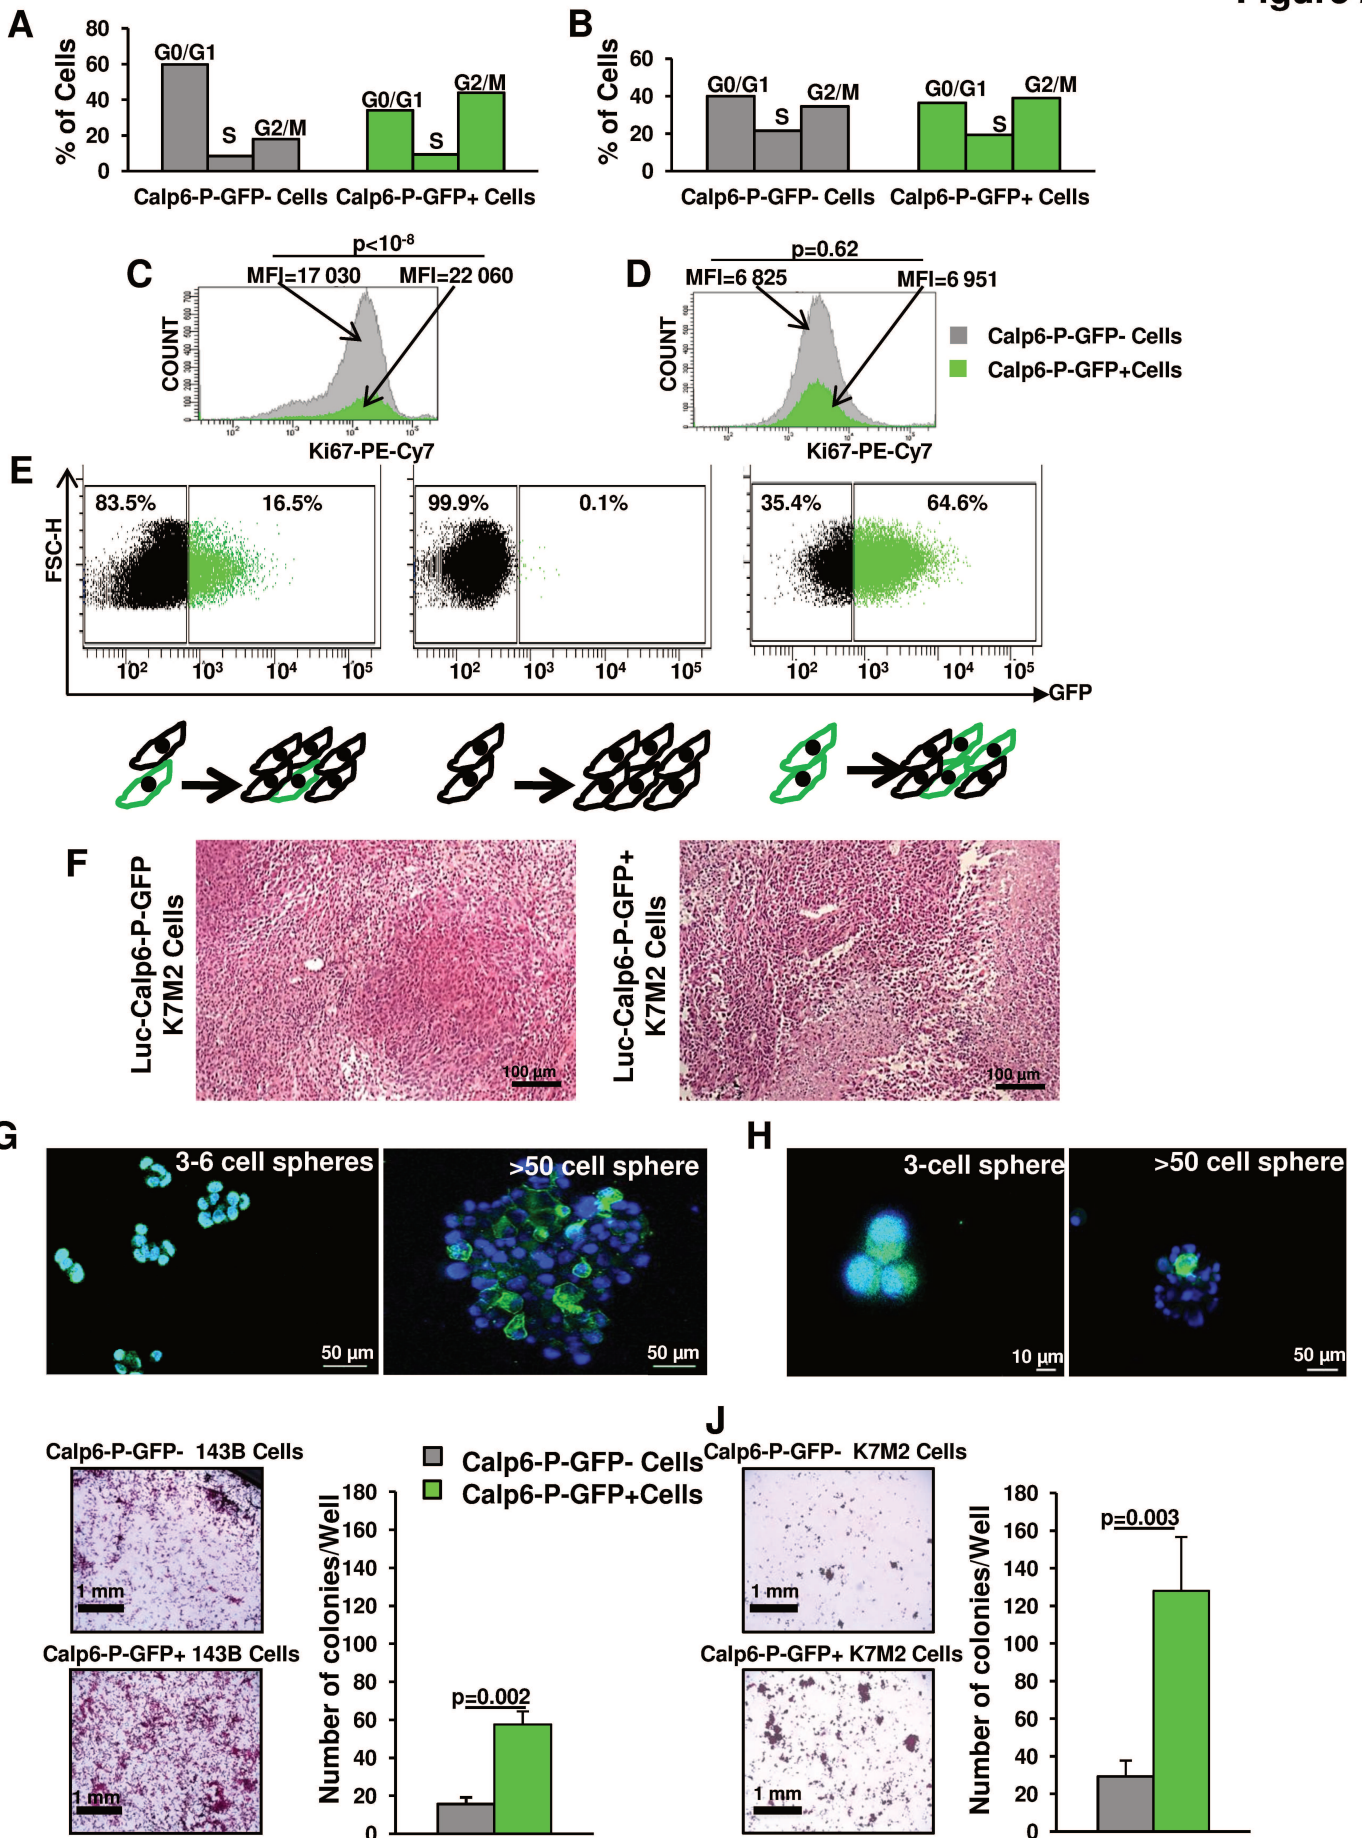 A
B
80
60
40
20
0
% of Cells
G0/G1
S
G2/M
G0/G1
S
G2/M
Calp6-P-GFP- Cells Calp6-P-GFP+ Cells
60
40
20
0
% of Cells
G0/G1
S
G2/M
G0/G1
S
G2/M
Calp6-P-GFP- Cells Calp6-P-GFP+ Cells
C
p<10-8
MFI=17 030
MFI=22 060
COUNT
10² 10³ 10⁴ 10⁵
Ki67-PE-Cy7
D
p=0.62
MFI=6 825
MFI=6 951
COUNT
10² 10³ 10⁴ 10⁵
Ki67-PE-Cy7
Calp6-P-GFP- Cells
Calp6-P-GFP+Cells
E
FSC-H
83.5% 16.5%
99.9% 0.1%
35.4% 64.6%
10² 10³ 10⁴ 10⁵
10² 10³ 10⁴ 10⁵
10² 10³ 10⁴ 10⁵
GFP
F
Luc-Calp6-P-GFP
K7M2 Cells
100 µm
Luc-Calp6-P-GFP+
K7M2 Cells
100 µm
G
3-6 cell spheres
50 µm
>50 cell sphere
50 µm
H
3-cell sphere
10 µm
>50 cell sphere
50 µm
Calp6-P-GFP- 143B Cells
1 mm
Calp6-P-GFP+ 143B Cells
1 mm
Calp6-P-GFP- Cells
Calp6-P-GFP+Cells
Number of colonies/Well
180
160
140
120
100
80
60
40
20
0
p=0.002
J
Calp6-P-GFP- K7M2 Cells
1 mm
Calp6-P-GFP+ K7M2 Cells
1 mm
Number of colonies/Well
180
160
140
120
100
80
60
40
20
0
p=0.003